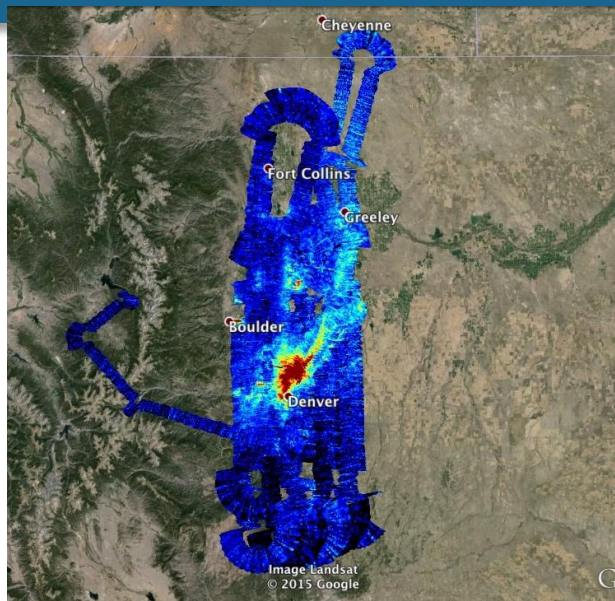 Cheyenne
Fort Collins
Greeley
Boulder
Denver
Image Landsat
© 2015 Google
G